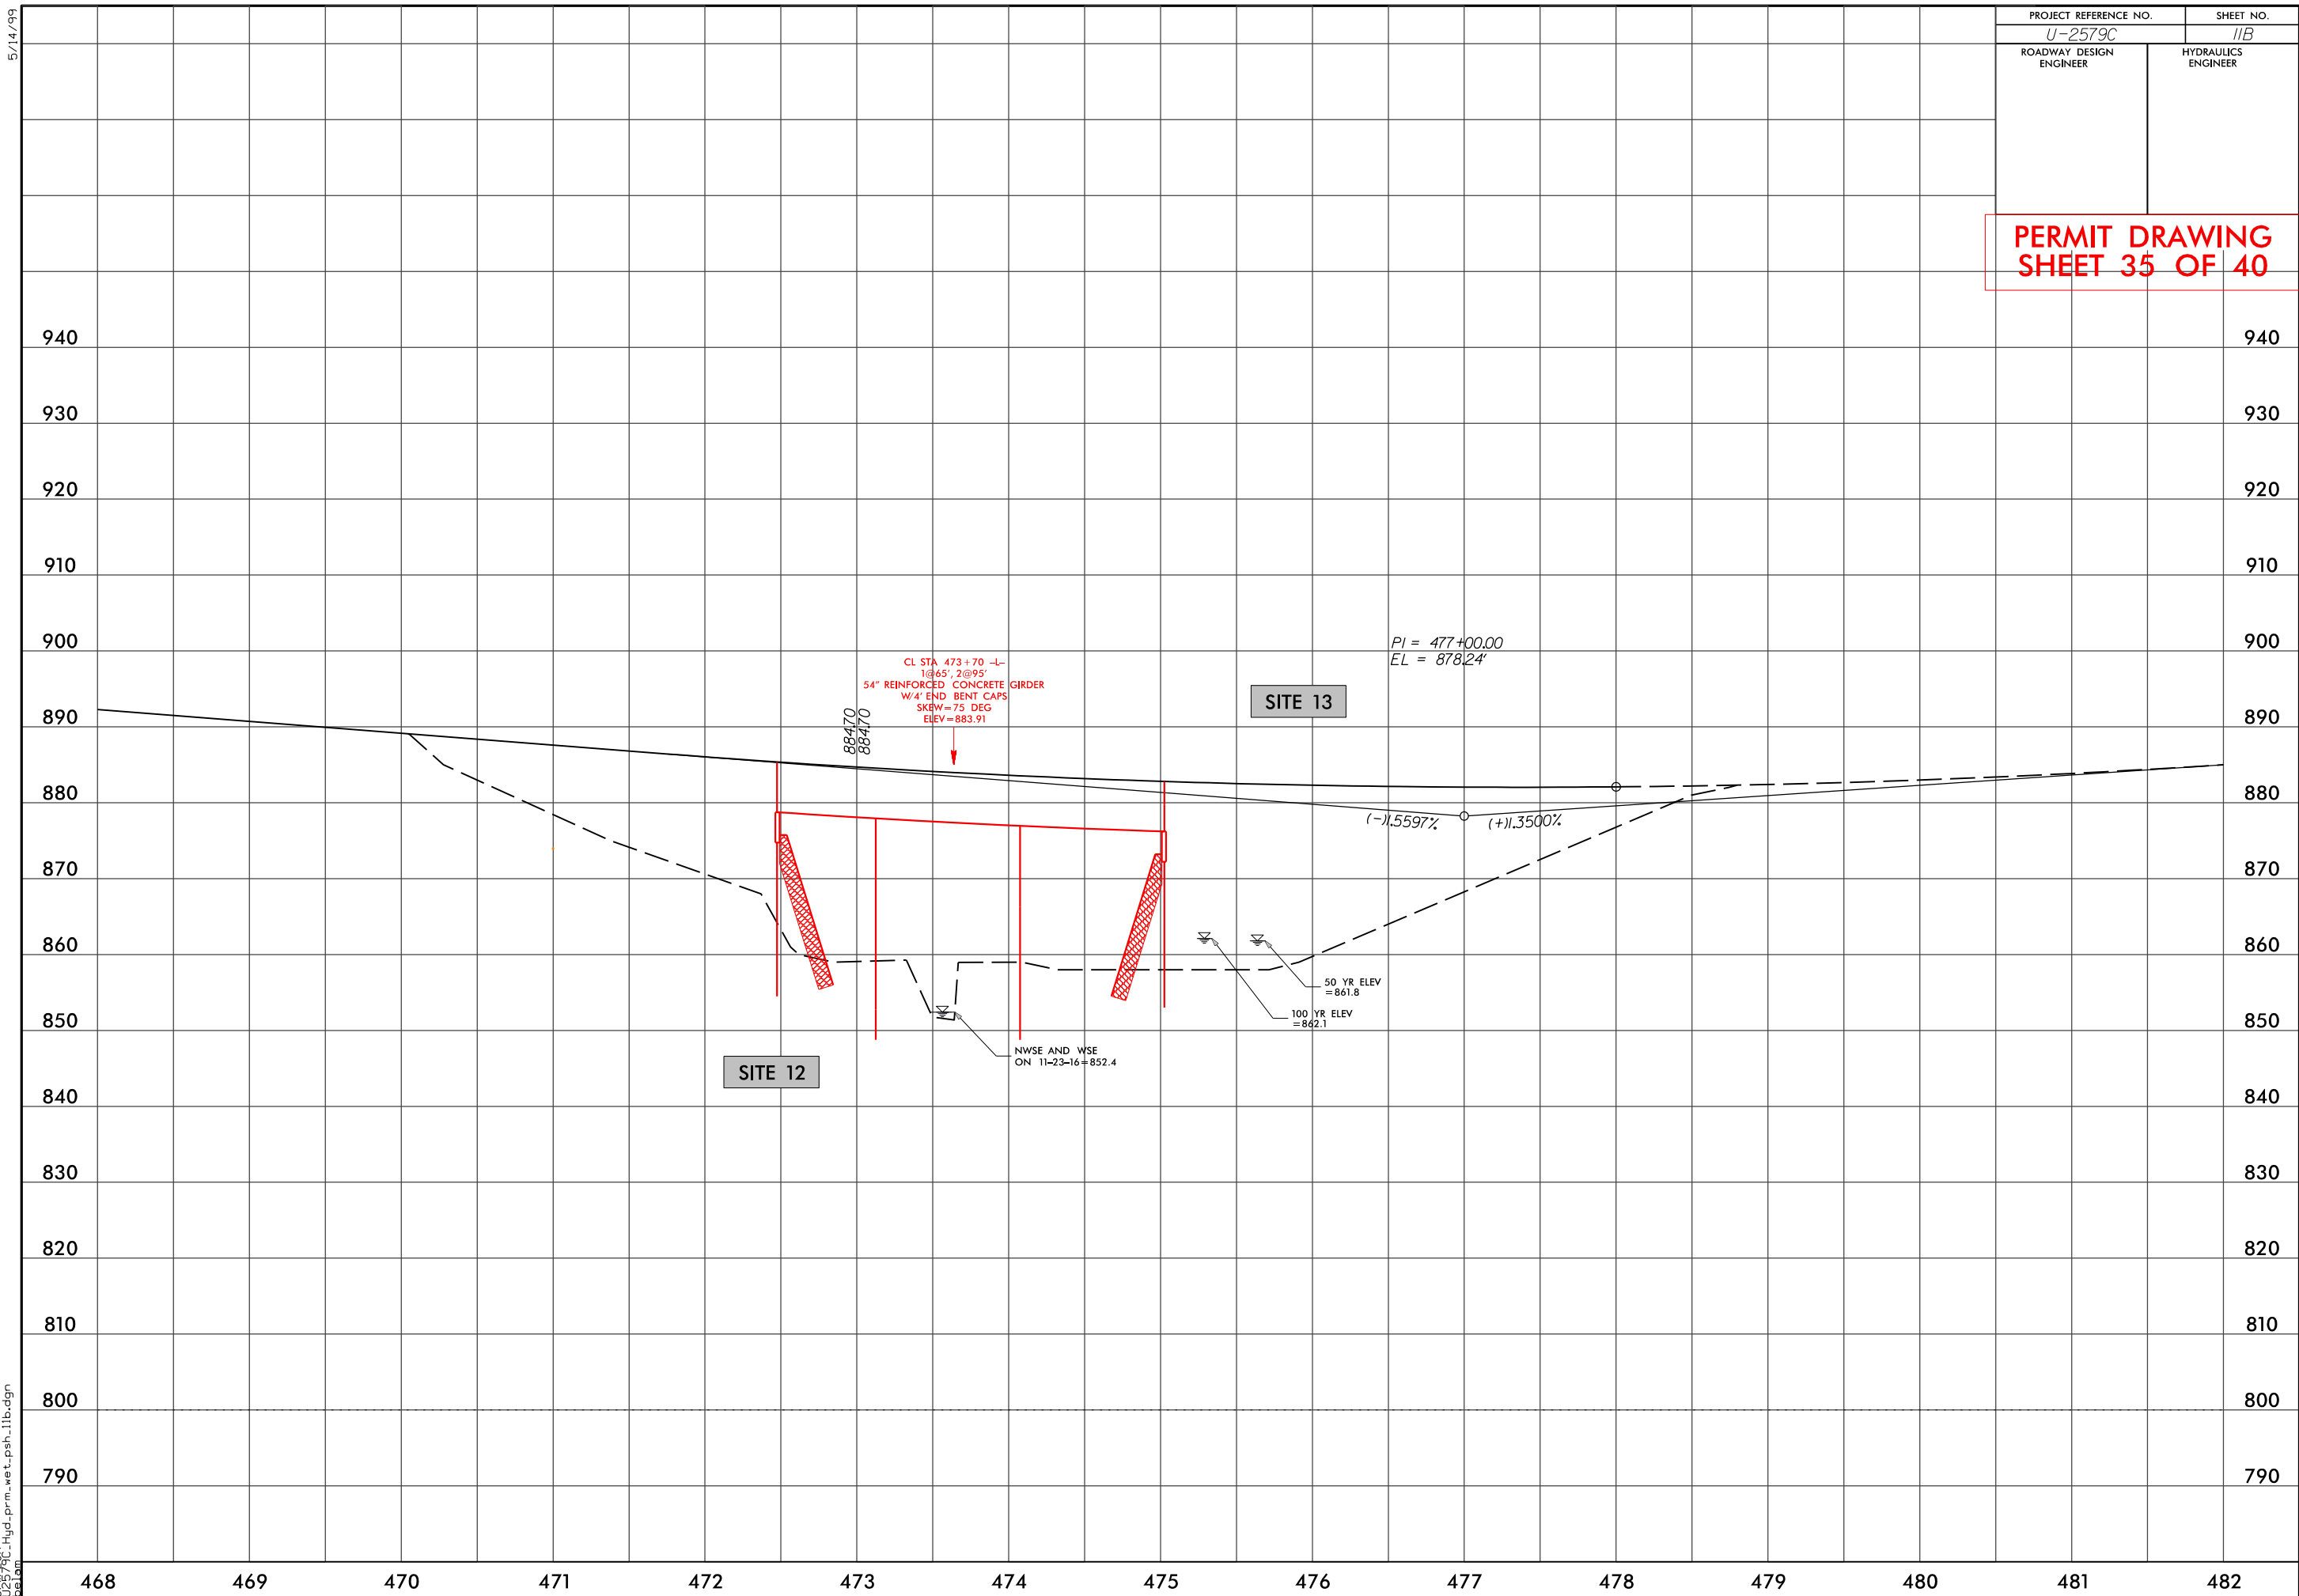 5/14/99
PROJECT REFERENCE NO.
SHEET NO.
U-2579C
11B
ROADWAY DESIGN
ENGINEER
HYDRAULICS
ENGINEER
PERMIT DRAWING
SHEET 35 OF 40
940
940
930
930
920
920
910
910
900
900
PI = 477+00.00
EL = 878.24'
CL STA 473+70 -L-
1@65', 2@95'
54" REINFORCED CONCRETE GIRDER
W/4' END BENT CAPS
SKEW=75 DEG
ELEV=883.91
884.70
884.70
SITE 13
890
890
880
880
(-)1.5597%
(+)1.3500%
870
870
860
860
50 YR ELEV
=861.8
100 YR ELEV
=862.1
850
850
NWSE AND WSE
ON 11-23-16=852.4
SITE 12
840
840
830
830
820
820
810
810
800
800
790
790
U2579C_Hyd_prm_wet_psh_11b.dgn
468 469 470 471 472 473 474 475 476 477 478 479 480 481 482